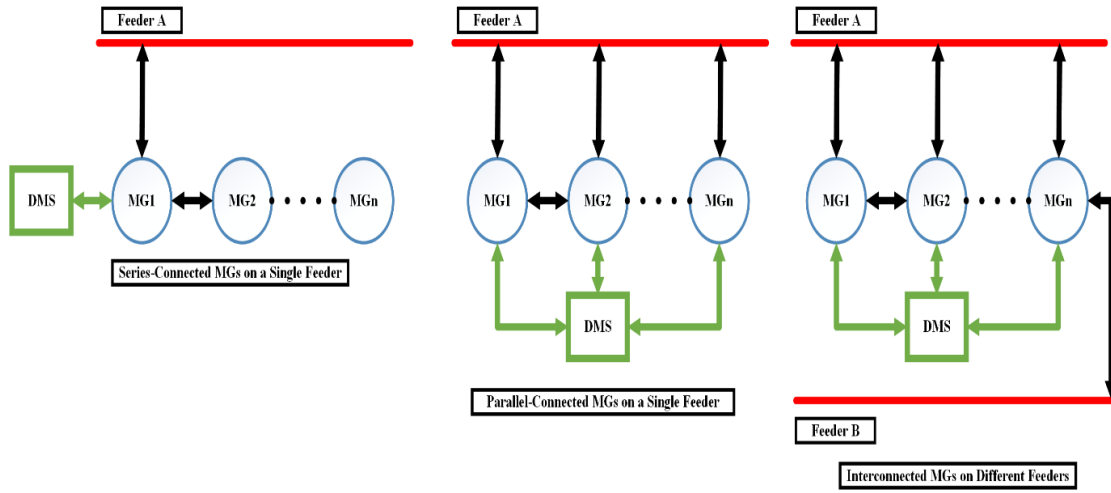 Feeder A
DMS
MG1
MG2
MGn
Series-Connected MGs on a Single Feeder
Feeder A
MG1
MG2
MGn
DMS
Parallel-Connected MGs on a Single Feeder
Feeder A
MG1
MG2
MGn
DMS
Feeder B
Interconnected MGs on Different Feeders